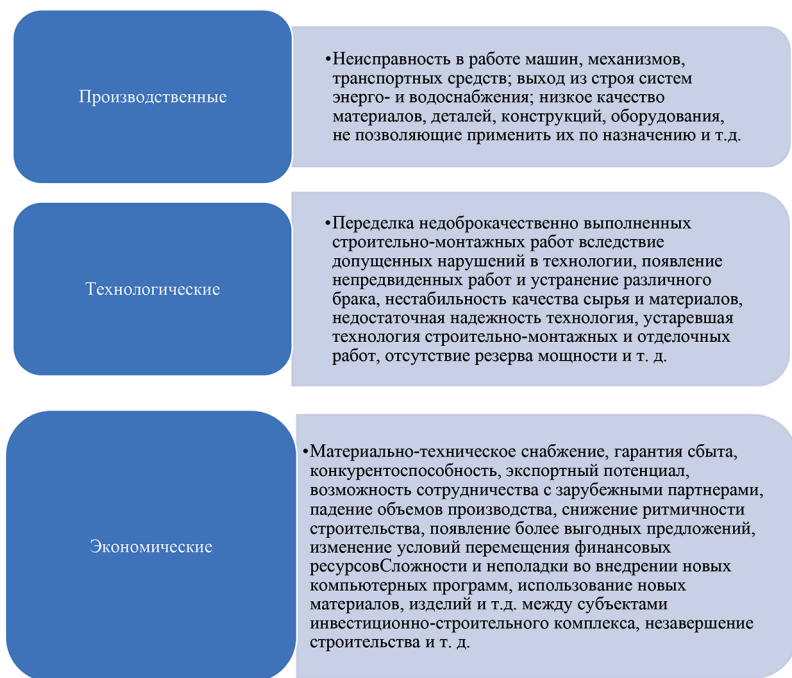 Производственные
•Неисправность в работе машин, механизмов,
транспортных средств; выход из строя систем
энерго- и водоснабжения; низкое качество
материалов, деталей, конструкций, оборудования,
не позволяющие применить их по назначению и т.д.
Технологические
•Переделка недоброкачественно выполненных
строительно-монтажных работ вследствие
допущенных нарушений в технологии, появление
непредвиденных работ и устранение различного
брака, нестабильность качества сырья и материалов,
недостаточная надежность технология, устаревшая
технология строительно-монтажных и отделочных
работ, отсутствие резерва мощности и т. д.
Экономические
•Материально-техническое снабжение, гарантия сбыта,
конкурентоспособность, экспортный потенциал,
возможность сотрудничества с зарубежными партнерами,
падение объемов производства, снижение ритмичности
строительства, появление более выгодных предложений,
изменение условий перемещения финансовых
ресурсовСложности и неполадки во внедрении новых
компьютерных программ, использование новых
материалов, изделий и т.д. между субъектами
инвестиционно-строительного комплекса, незавершение
строительства и т. д.